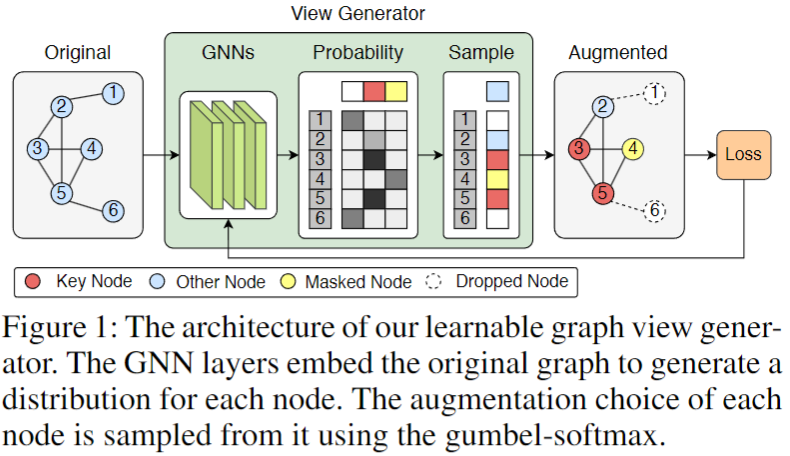 View Generator
Original
GNNs
Probability
Sample
Augmented
1
2
3
4
5
6
1
2
3
4
5
6
1
2
3
4
5
6
1
2
3
4
5
6
Loss
Key Node
Other Node
Masked Node
Dropped Node
Figure 1: The architecture of our learnable graph view gener-
ator. The GNN layers embed the original graph to generate a
distribution for each node. The augmentation choice of each
node is sampled from it using the gumbel-softmax.